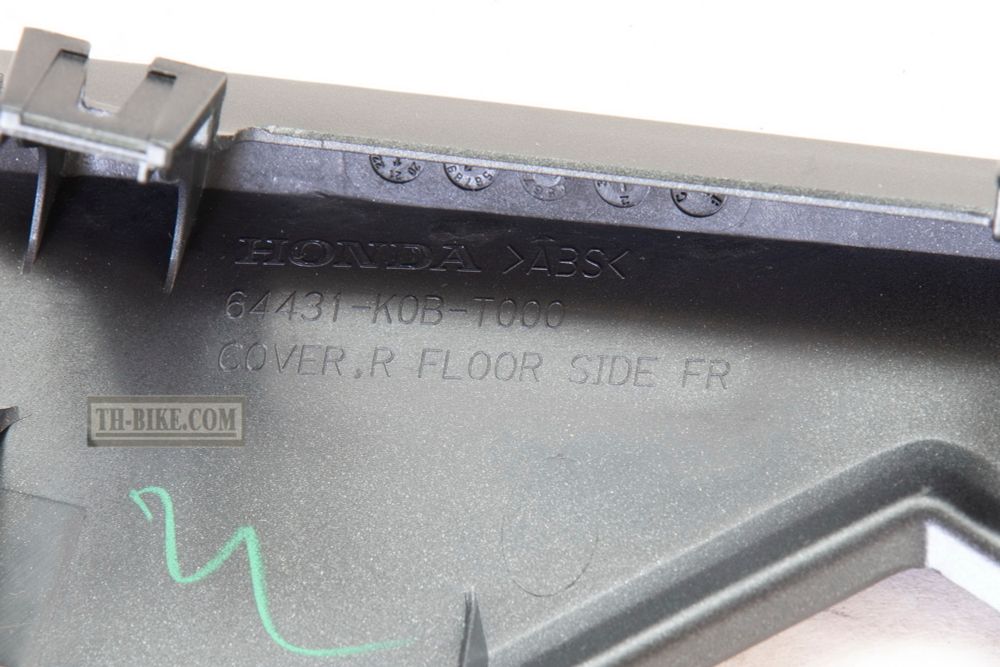 HONDA >ABS<
64431-K0B-T000
COVER,R FLOOR SIDE FR
TH-BIKE.COM